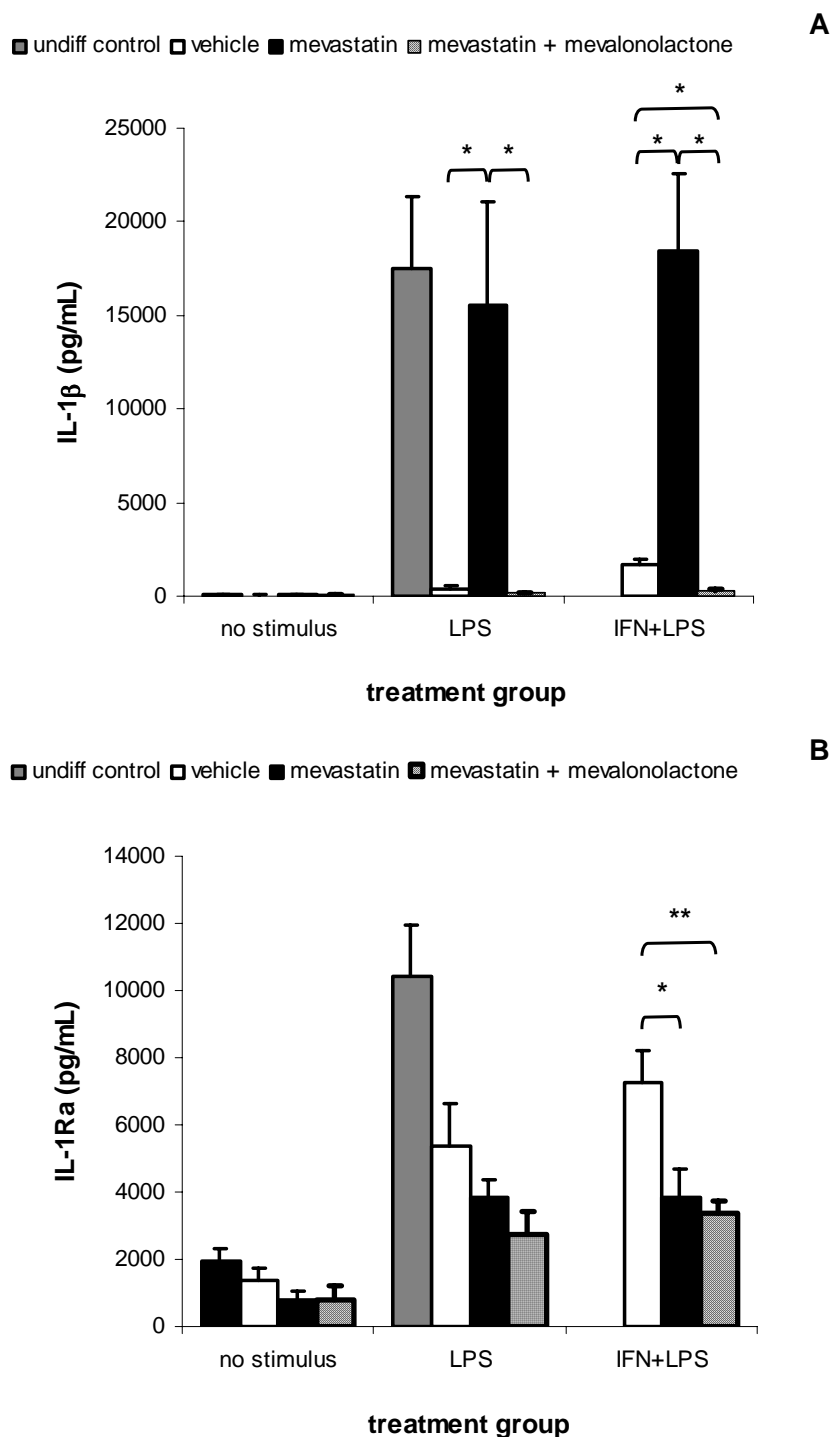 A
undiff control vehicle mevastatin mevastatin + mevalonolactone
*
* * * *
25000
20000
15000
10000
5000
0
IL-1β (pg/mL)
no stimulus LPS IFN+LPS
treatment group
B
undiff control vehicle mevastatin mevastatin + mevalonolactone
14000
12000
10000
8000
6000
4000
2000
0
**
*
IL-1Ra (pg/mL)
no stimulus LPS IFN+LPS
treatment group